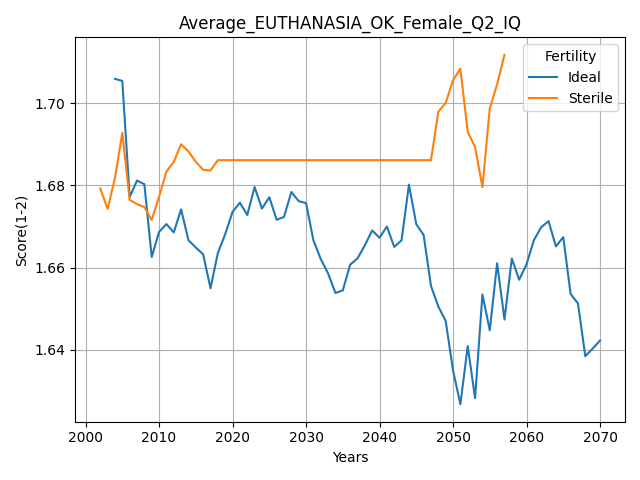 Average_EUTHANASIA_OK_Female_Q2_IQ
Fertility
Ideal
Sterile
Score(1-2)
1.70
1.68
1.66
1.64
2000 2010 2020 2030 2040 2050 2060 2070
Years